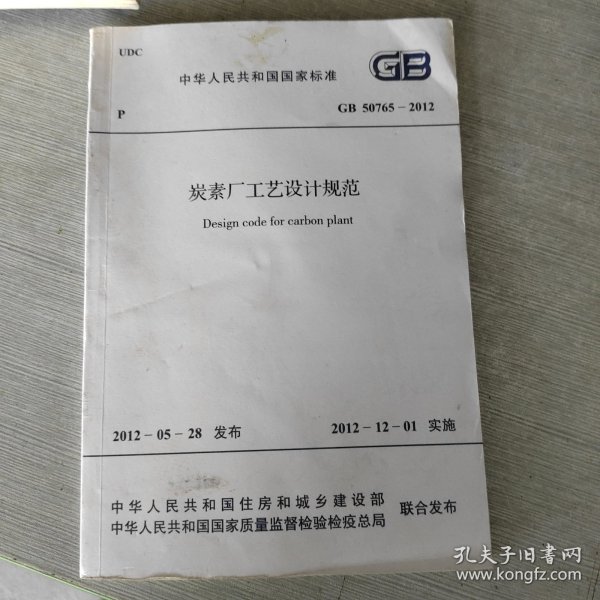 UDC
GB
中华人民共和国国家标准
P
GB 50765－2012
炭素厂工艺设计规范
Design code for carbon plant
2012－05－28 发布
2012－12－01 实施
中华人民共和国住房和城乡建设部
中华人民共和国国家质量监督检验检疫总局
联合发布
孔夫子旧书网
www.kongfz.com